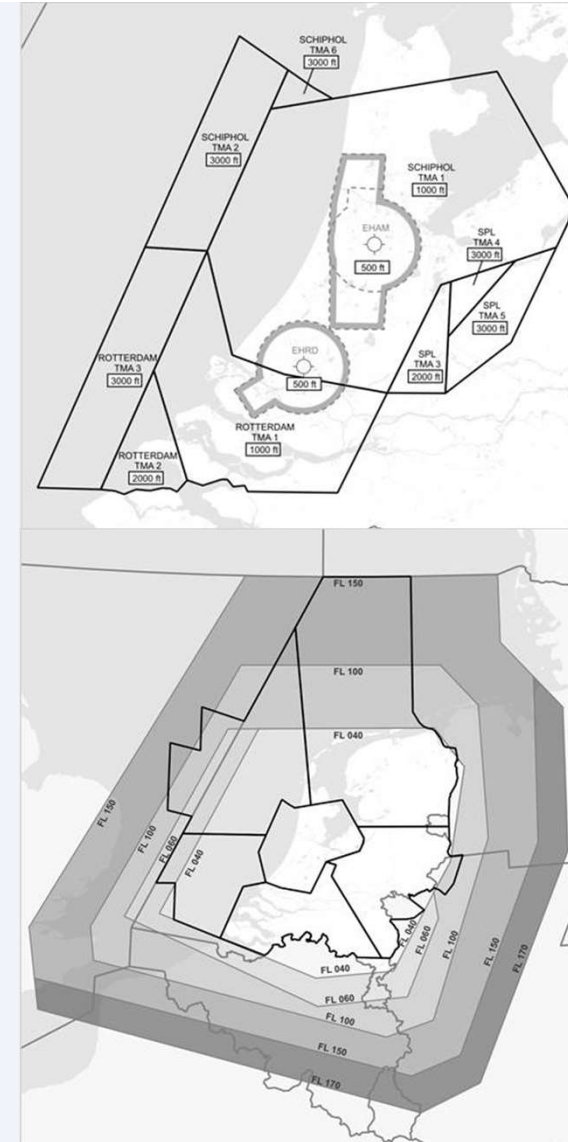 SCHIPHOL
TMA 6
3000 ft
SCHIPHOL
TMA 2
3000 ft
SCHIPHOL
TMA 1
1000 ft
EHAM
500 ft
SPL
TMA 4
3000 ft
SPL
TMA 5
3000 ft
ROTTERDAM
TMA 3
3000 ft
EHRD
500 ft
SPL
TMA 3
2000 ft
ROTTERDAM
TMA 1
1000 ft
ROTTERDAM
TMA 2
2000 ft
FL 150
FL 100
FL 040
FL 150
FL 100
FL 060
FL 040
FL 040
FL 060
FL 100
FL 150
FL 170
FL 040
FL 060
FL 100
FL 150
FL 170